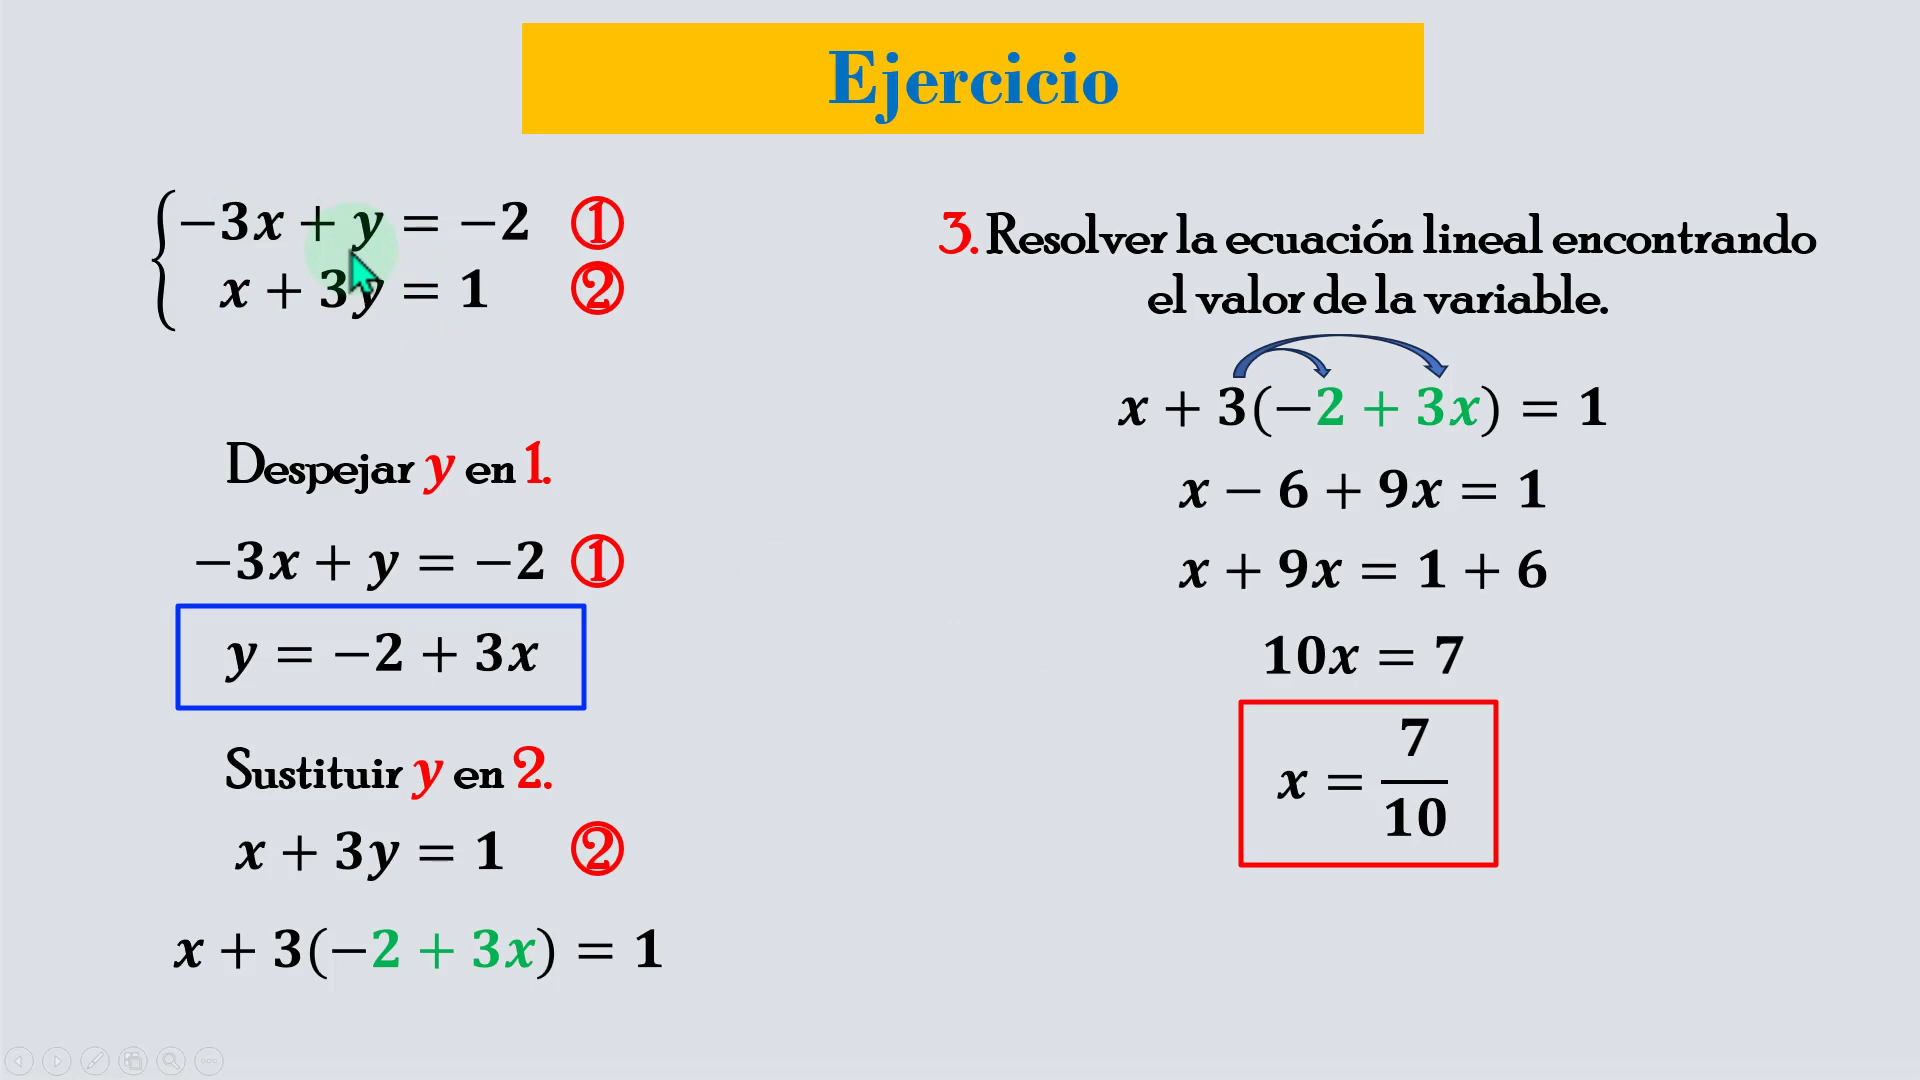 Ejercicio
−3x + y = −2 ①
x + 3y = 1 ②
Despejar y en 1.
−3x + y = −2 ①
y = −2 + 3x
Sustituir y en 2.
x + 3y = 1 ②
x + 3(−2 + 3x) = 1
3. Resolver la ecuación lineal encontrando
el valor de la variable.
x + 3(−2 + 3x) = 1
x − 6 + 9x = 1
x + 9x = 1 + 6
10x = 7
x = 7/10